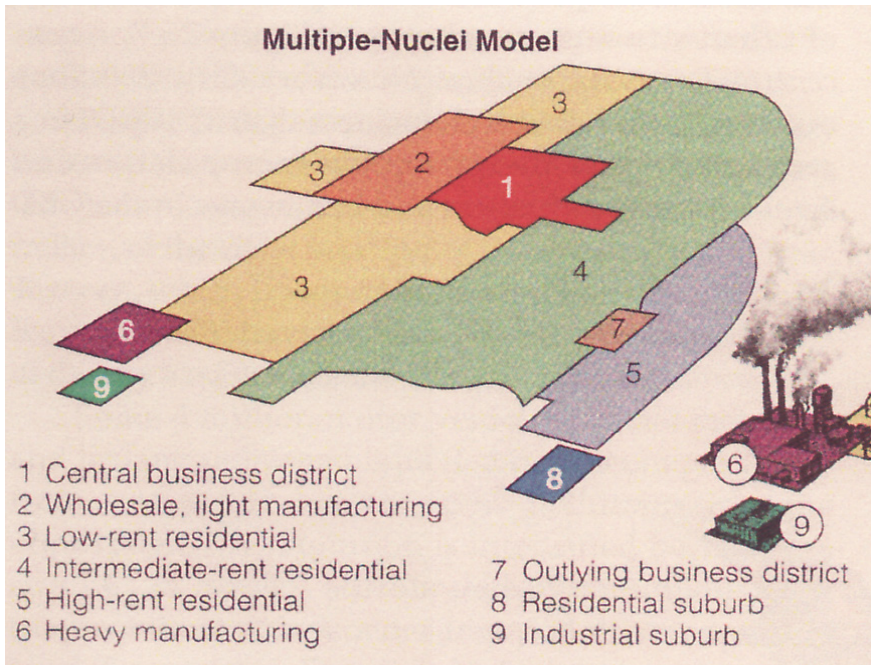 Multiple-Nuclei Model
3
3
2
1
4
3
7
6
5
9
8
6
9
1 Central business district
2 Wholesale, light manufacturing
3 Low-rent residential
4 Intermediate-rent residential
5 High-rent residential
6 Heavy manufacturing
7 Outlying business district
8 Residential suburb
9 Industrial suburb